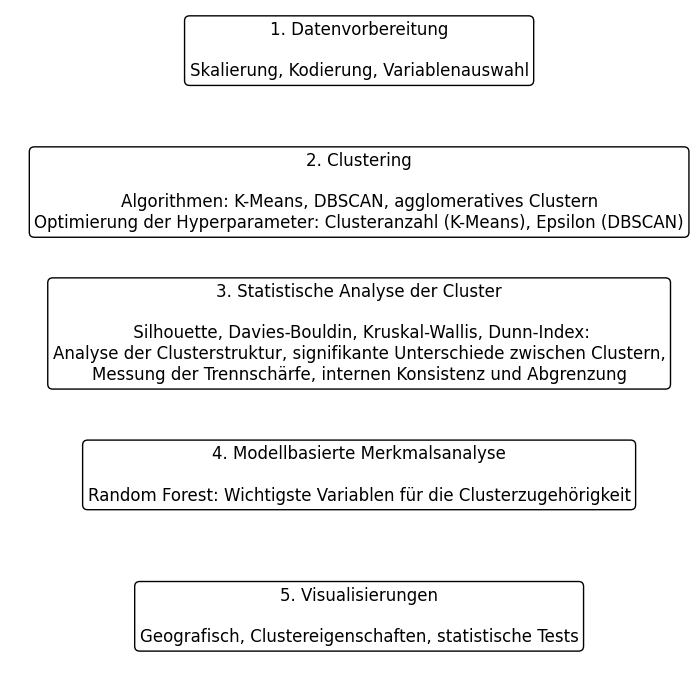 1. Datenvorbereitung
Skalierung, Kodierung, Variablenauswahl
2. Clustering
Algorithmen: K-Means, DBSCAN, agglomeratives Clustern
Optimierung der Hyperparameter: Clusteranzahl (K-Means), Epsilon (DBSCAN)
3. Statistische Analyse der Cluster
Silhouette, Davies-Bouldin, Kruskal-Wallis, Dunn-Index:
Analyse der Clusterstruktur, signifikante Unterschiede zwischen Clustern,
Messung der Trennschärfe, internen Konsistenz und Abgrenzung
4. Modellbasierte Merkmalsanalyse
Random Forest: Wichtigste Variablen für die Clusterzugehörigkeit
5. Visualisierungen
Geografisch, Clustereigenschaften, statistische Tests